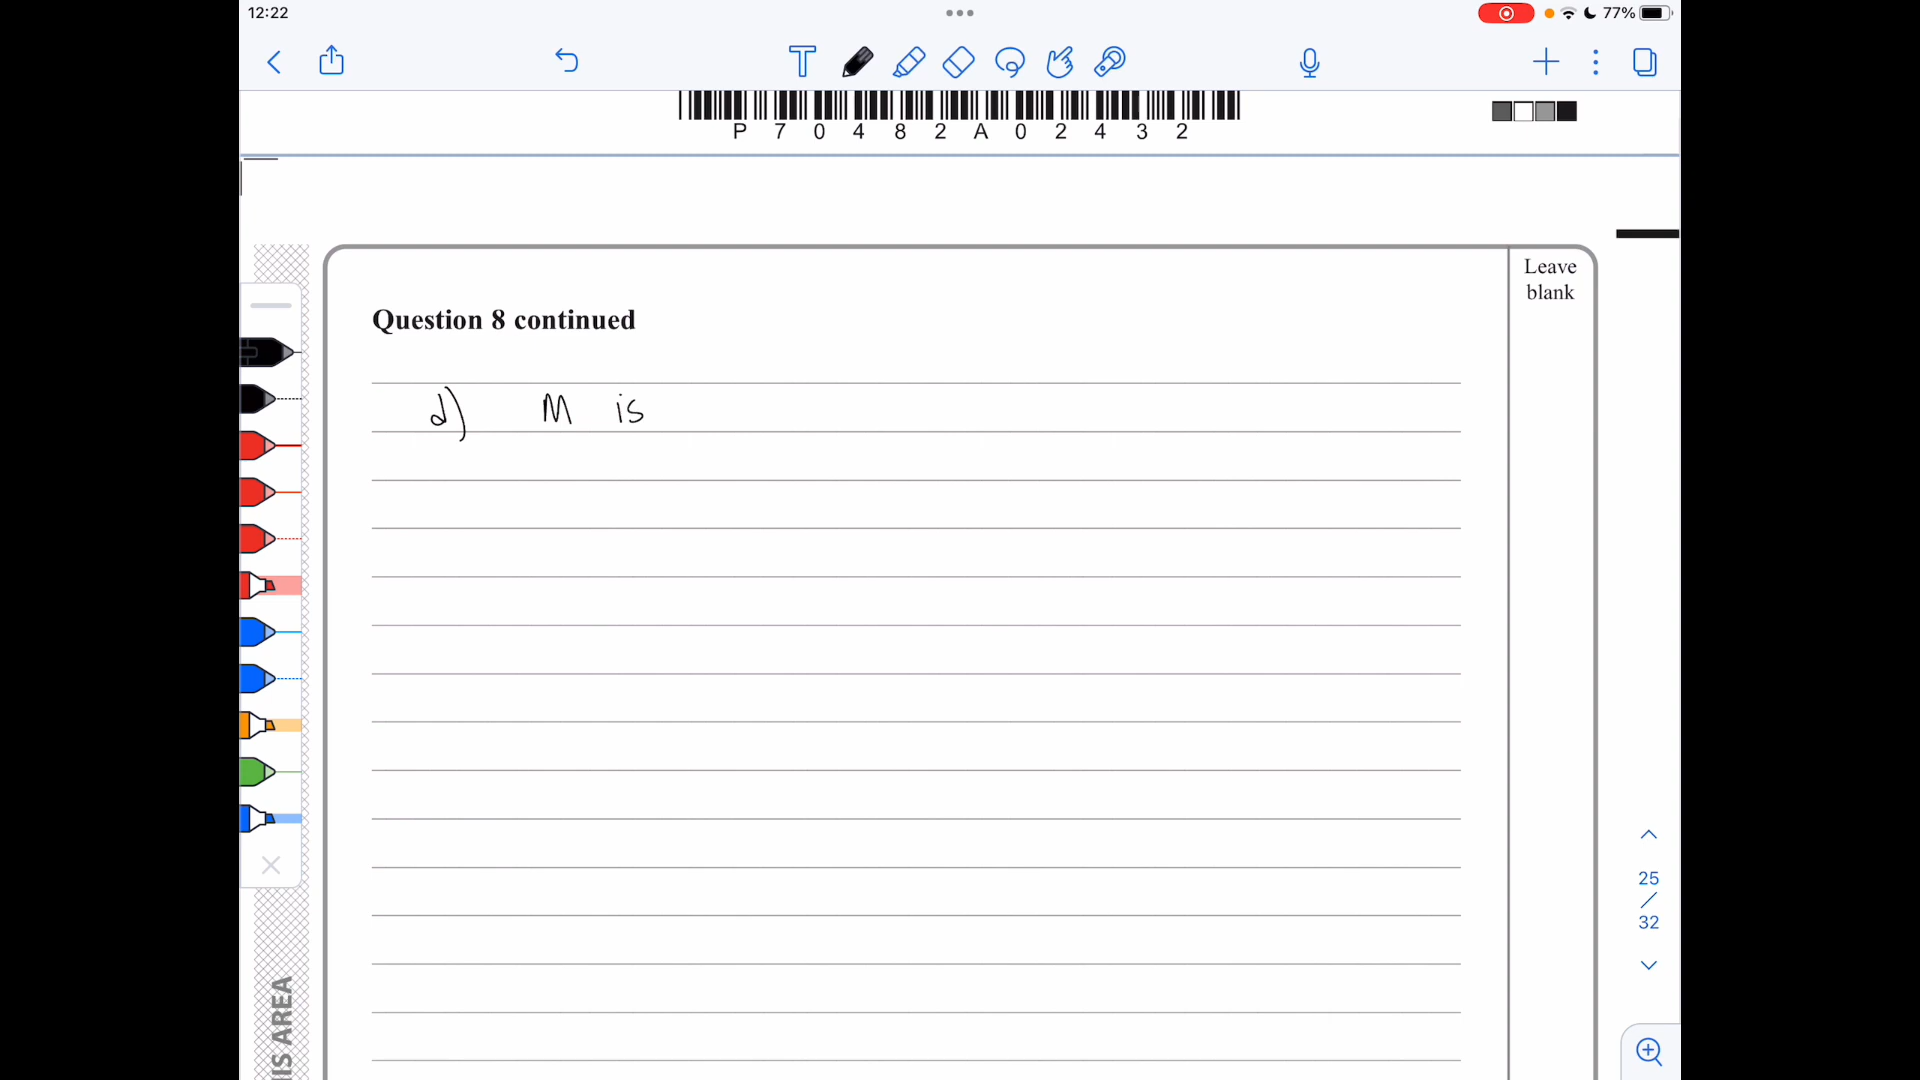 12:22
77%
P 7 0 4 8 2 A 0 2 4 3 2
Leave
blank
Question 8 continued
d) M is
25
/
32
IS AREA